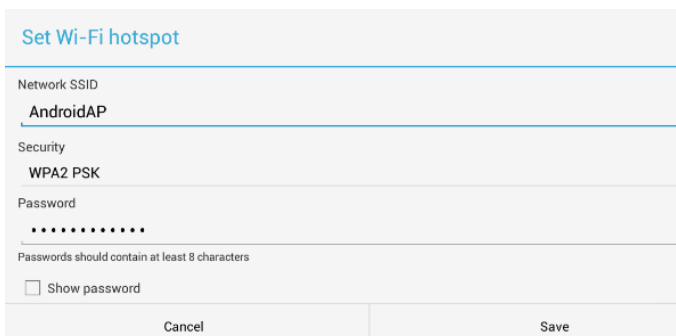 Set Wi-Fi hotspot
Network SSID
AndroidAP
Security
WPA2 PSK
Password
••••••••••••
Passwords should contain at least 8 characters
Show password
Cancel Save